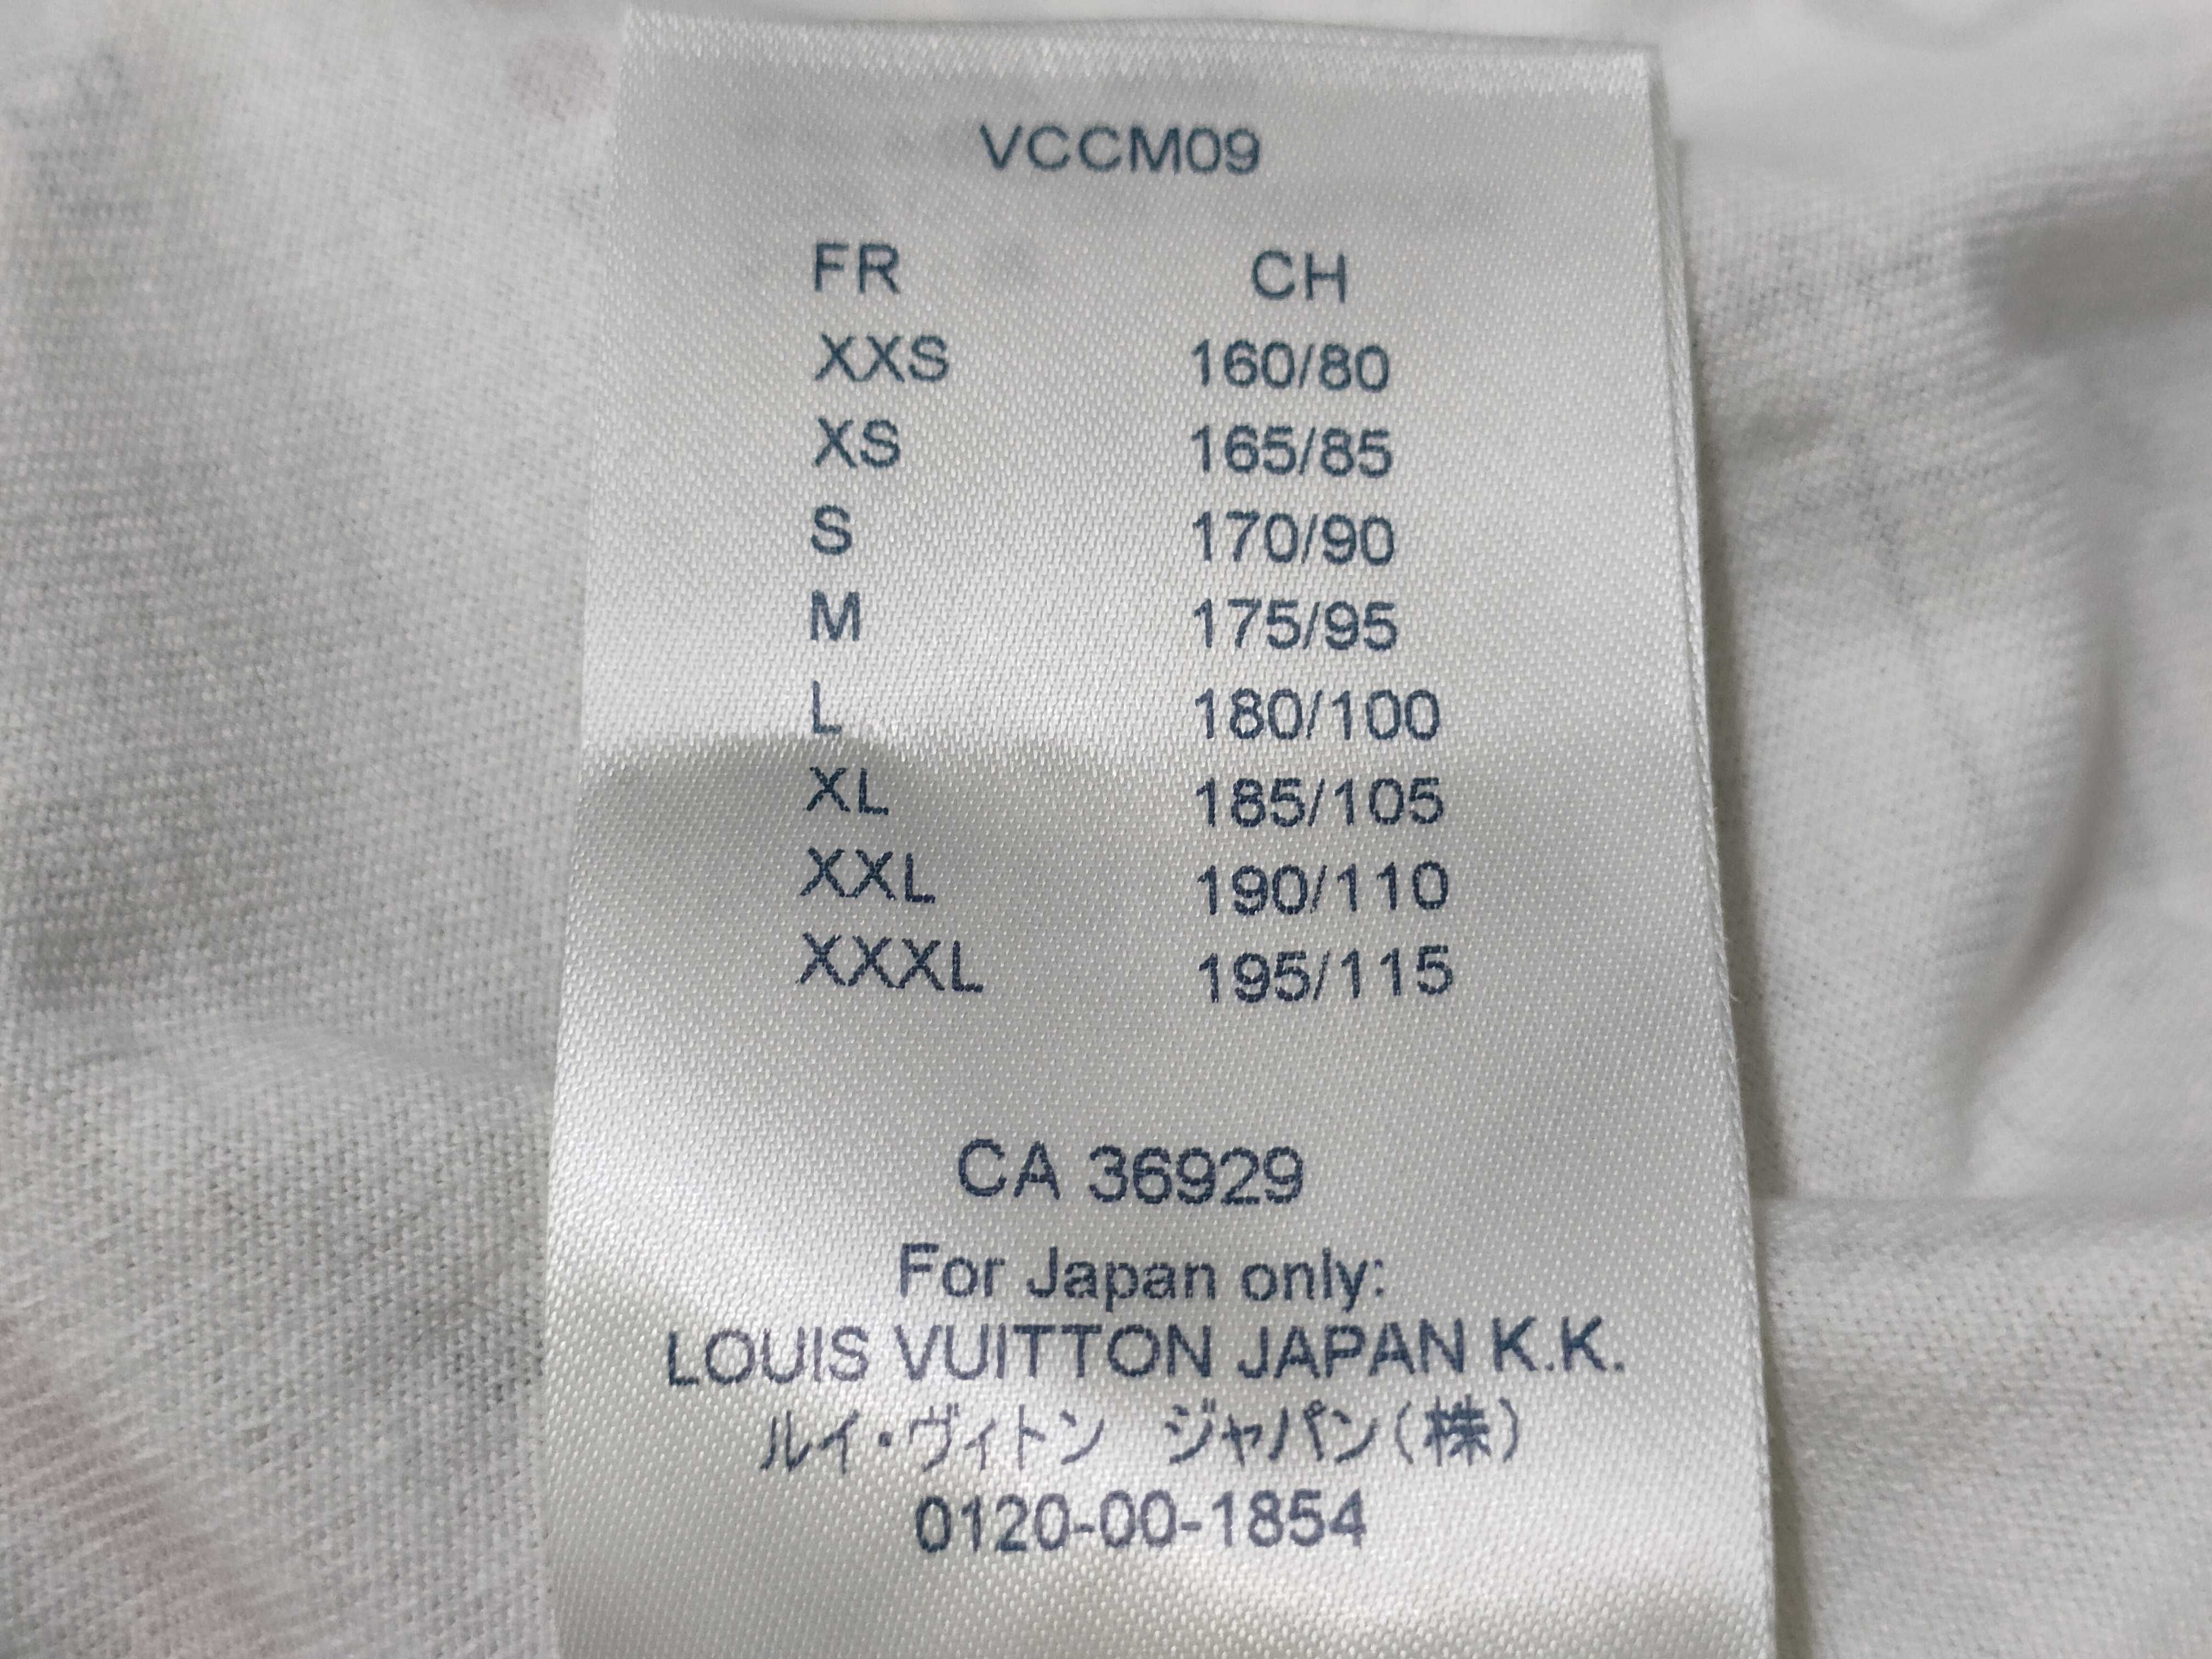 VCCM09
FR CH
XXS 160/80
XS 165/85
S 170/90
M 175/95
L 180/100
XL 185/105
XXL 190/110
XXXL 195/115
CA 36929
For Japan only:
LOUIS VUITTON JAPAN K.K.
ルイ・ヴィトン ジャパン(株)
0120-00-1854